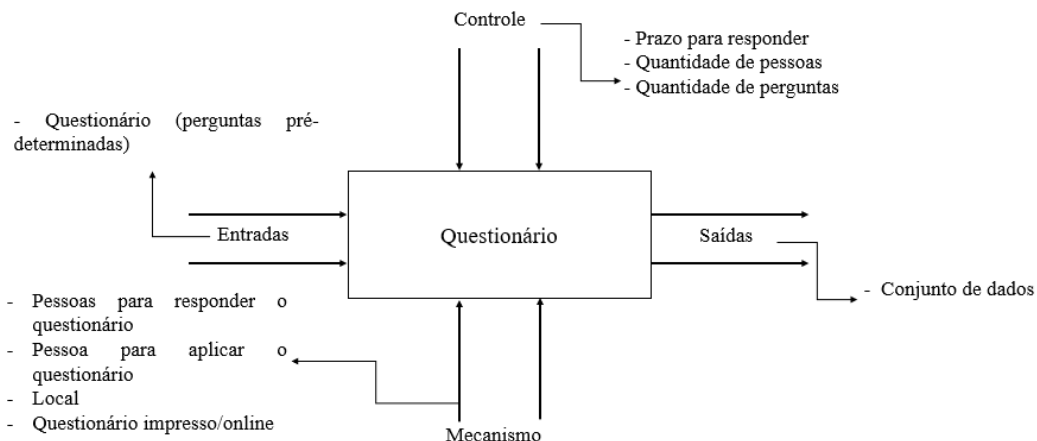 Controle
- Prazo para responder
- Quantidade de pessoas
- Quantidade de perguntas
- Questionário (perguntas pré-
determinadas)
Entradas
Questionário
Saídas
- Conjunto de dados
- Pessoas para responder o
questionário
- Pessoa para aplicar o
questionário
- Local
- Questionário impresso/online
Mecanismo